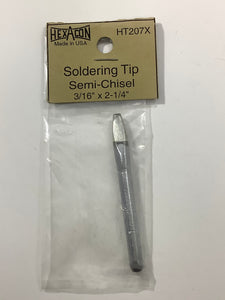 HEXACON
Made in USA
HT207X
Soldering Tip
Semi-Chisel
3/16" x 2-1/4"